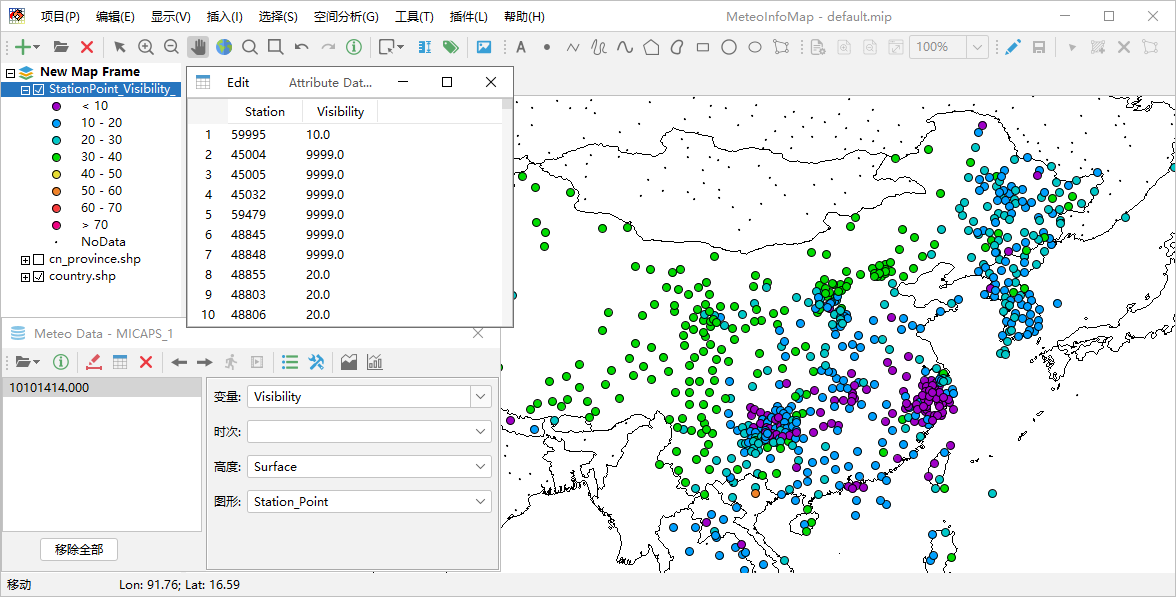 项目(P) 编辑(E) 显示(V) 插入(I) 选择(S) 空间分析(G) 工具(T) 插件(L) 帮助(H) MeteoInfoMap - default.mip
A 100%
New Map Frame
StationPoint_Visibility_
< 10
10 - 20
20 - 30
30 - 40
40 - 50
50 - 60
60 - 70
> 70
NoData
cn_province.shp
country.shp
Edit Attribute Dat...
Station Visibility
1 59995 10.0
2 45004 9999.0
3 45005 9999.0
4 45032 9999.0
5 59479 9999.0
6 48845 9999.0
7 48848 9999.0
8 48855 20.0
9 48803 20.0
10 48806 20.0
Meteo Data - MICAPS_1
10101414.000
变量: Visibility
时次:
高度: Surface
图形: Station_Point
移除全部
移动 Lon: 91.76; Lat: 16.59